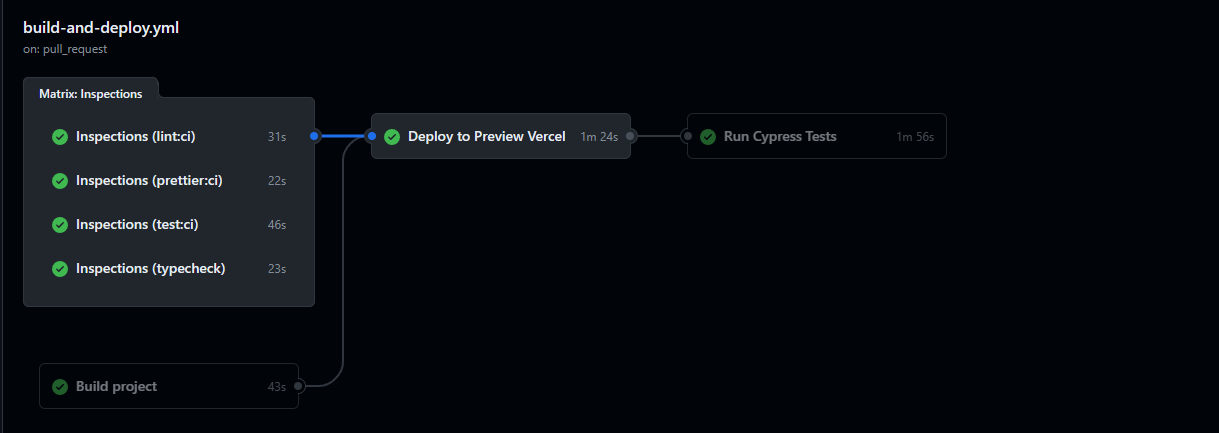 build-and-deploy.yml
on: pull_request
Matrix: Inspections
Inspections (lint:ci) 31s
Inspections (prettier:ci) 22s
Inspections (test:ci) 46s
Inspections (typecheck) 23s
Build project 43s
Deploy to Preview Vercel 1m 24s
Run Cypress Tests 1m 56s